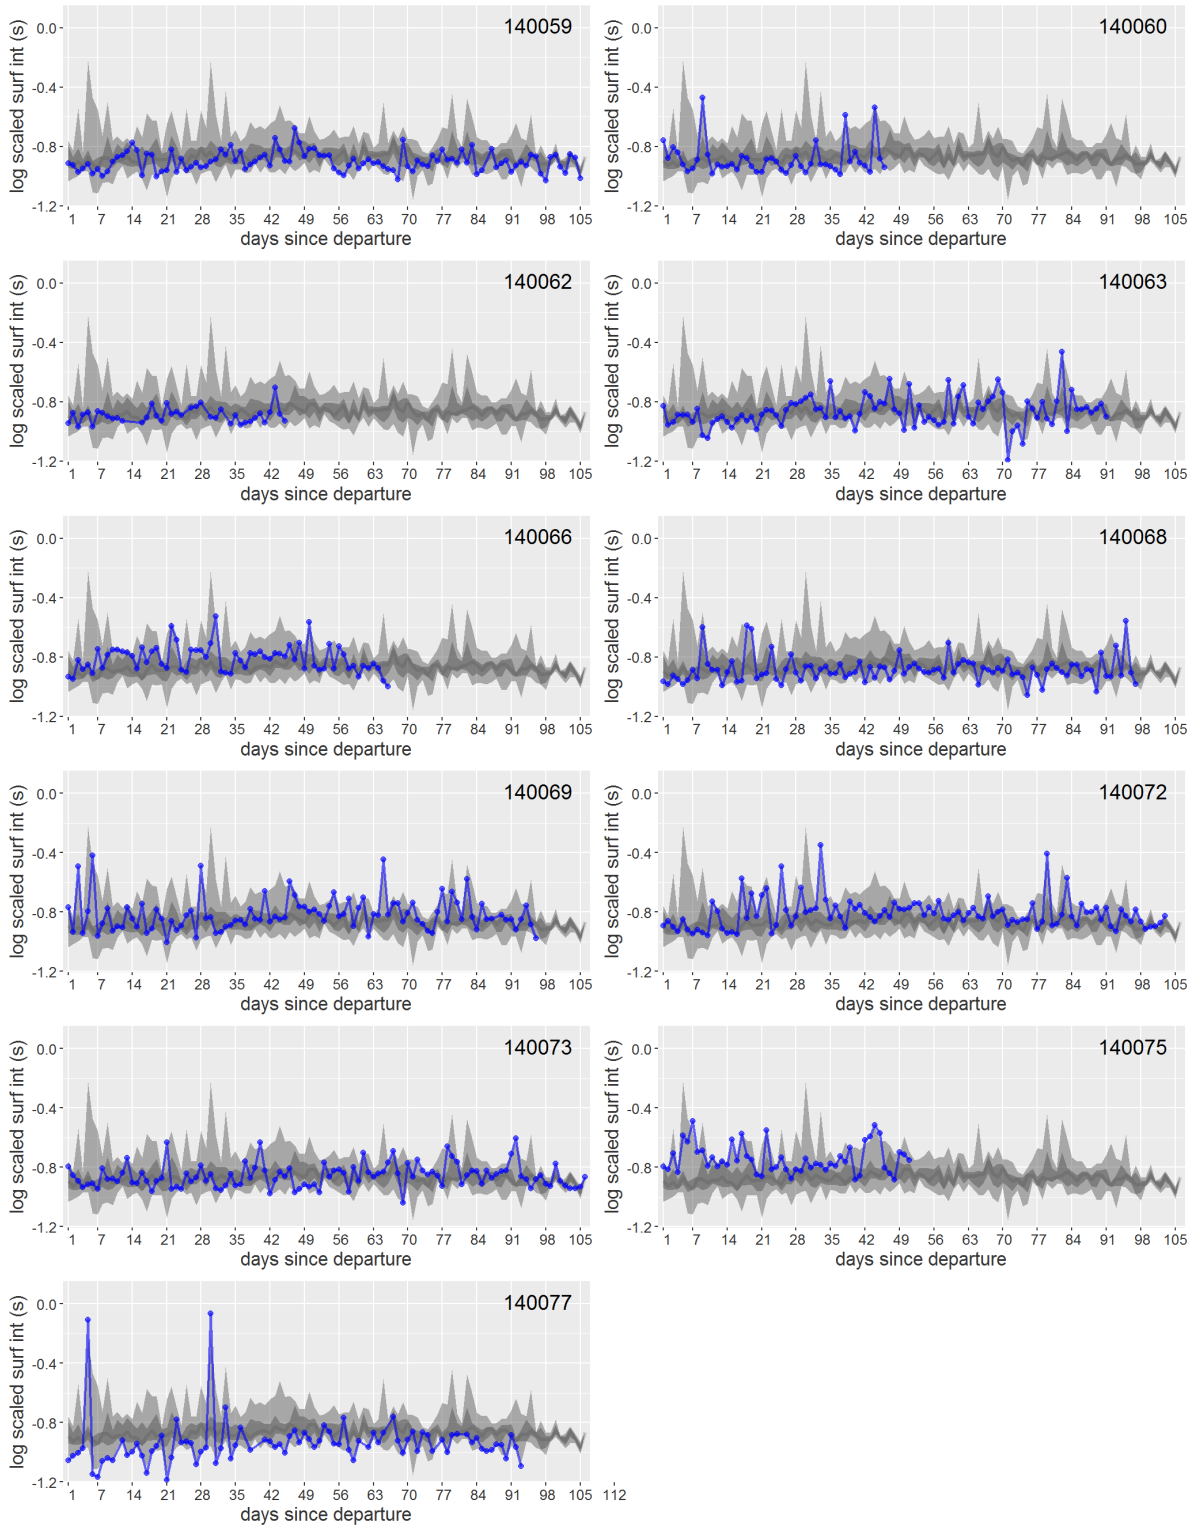 140059
log scaled surf int (s)
0.0
-0.4
-0.8
-1.2
1 7 14 21 28 35 42 49 56 63 70 77 84 91 98 105
days since departure
140060
log scaled surf int (s)
0.0
-0.4
-0.8
-1.2
1 7 14 21 28 35 42 49 56 63 70 77 84 91 98 105
days since departure
140062
log scaled surf int (s)
0.0
-0.4
-0.8
-1.2
1 7 14 21 28 35 42 49 56 63 70 77 84 91 98 105
days since departure
140063
log scaled surf int (s)
0.0
-0.4
-0.8
-1.2
1 7 14 21 28 35 42 49 56 63 70 77 84 91 98 105
days since departure
140066
log scaled surf int (s)
0.0
-0.4
-0.8
-1.2
1 7 14 21 28 35 42 49 56 63 70 77 84 91 98 105
days since departure
140068
log scaled surf int (s)
0.0
-0.4
-0.8
-1.2
1 7 14 21 28 35 42 49 56 63 70 77 84 91 98 105
days since departure
140069
log scaled surf int (s)
0.0
-0.4
-0.8
-1.2
1 7 14 21 28 35 42 49 56 63 70 77 84 91 98 105
days since departure
140072
log scaled surf int (s)
0.0
-0.4
-0.8
-1.2
1 7 14 21 28 35 42 49 56 63 70 77 84 91 98 105
days since departure
140073
log scaled surf int (s)
0.0
-0.4
-0.8
-1.2
1 7 14 21 28 35 42 49 56 63 70 77 84 91 98 105
days since departure
140075
log scaled surf int (s)
0.0
-0.4
-0.8
-1.2
1 7 14 21 28 35 42 49 56 63 70 77 84 91 98 105
days since departure
140077
log scaled surf int (s)
0.0
-0.4
-0.8
-1.2
1 7 14 21 28 35 42 49 56 63 70 77 84 91 98 105 112
days since departure